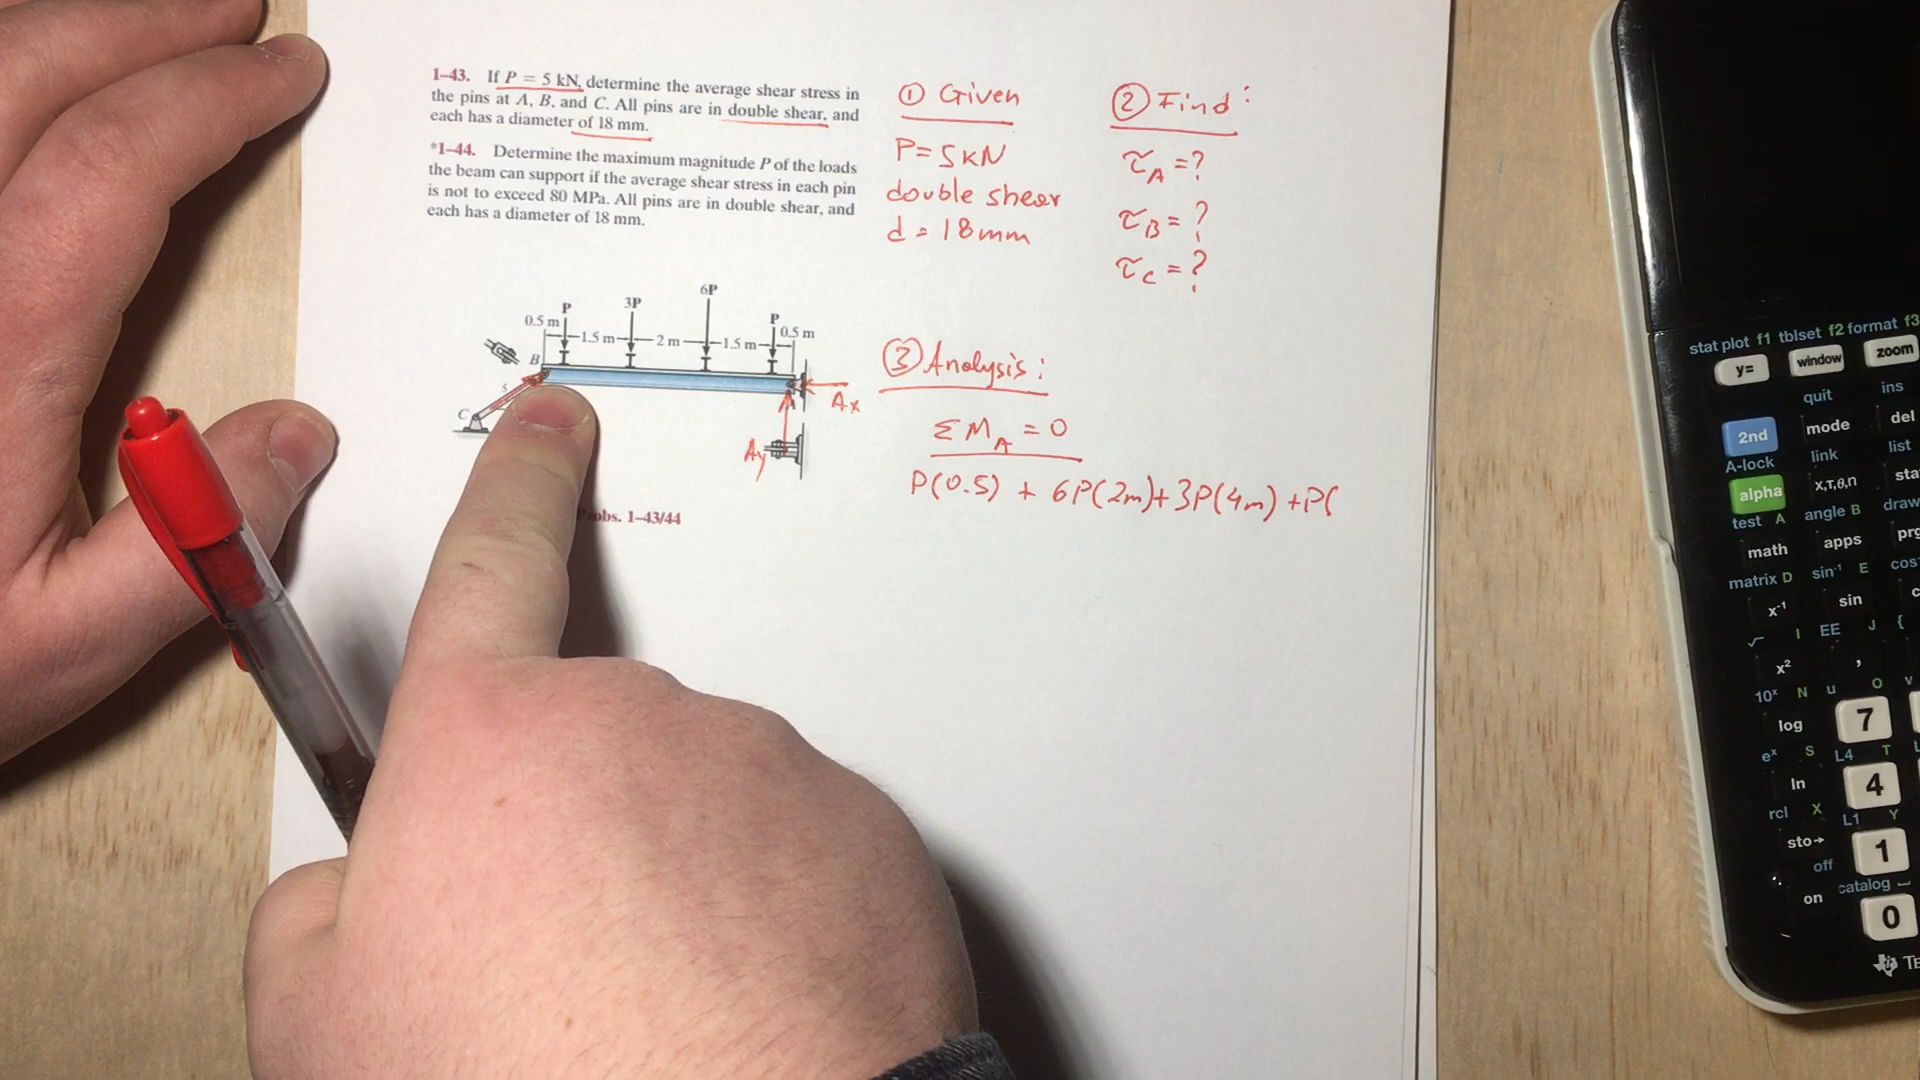 1–43. If P = 5 kN, determine the average shear stress in
the pins at A, B, and C. All pins are in double shear, and
each has a diameter of 18 mm.
*1–44. Determine the maximum magnitude P of the loads
the beam can support if the average shear stress in each pin
is not to exceed 80 MPa. All pins are in double shear, and
each has a diameter of 18 mm.
① Given
P=5KN
double shear
d = 18mm
② Find:
τA =?
τB = ?
τC = ?
P
3P
6P
P
0.5 m
1.5 m
2 m
1.5 m
0.5 m
B
5
C
Ax
Ay
1–43/44
③ Analysis:
ΣMA = 0
P(0.5) + 6P(2m)+3P(4m) +P(
stat plot f1 tblset f2 format f3
y= window zoom
quit ins
2nd mode del
A-lock link list
alpha X,T,θ,n
test A angle B
math apps
matrix D sin⁻¹ E
x⁻¹ sin
√ I EE J {
x² ,
10ˣ N u O v
log 7
eˣ S L4 T
ln 4
rcl X L1 Y
sto→ 1
off catalog
on 0